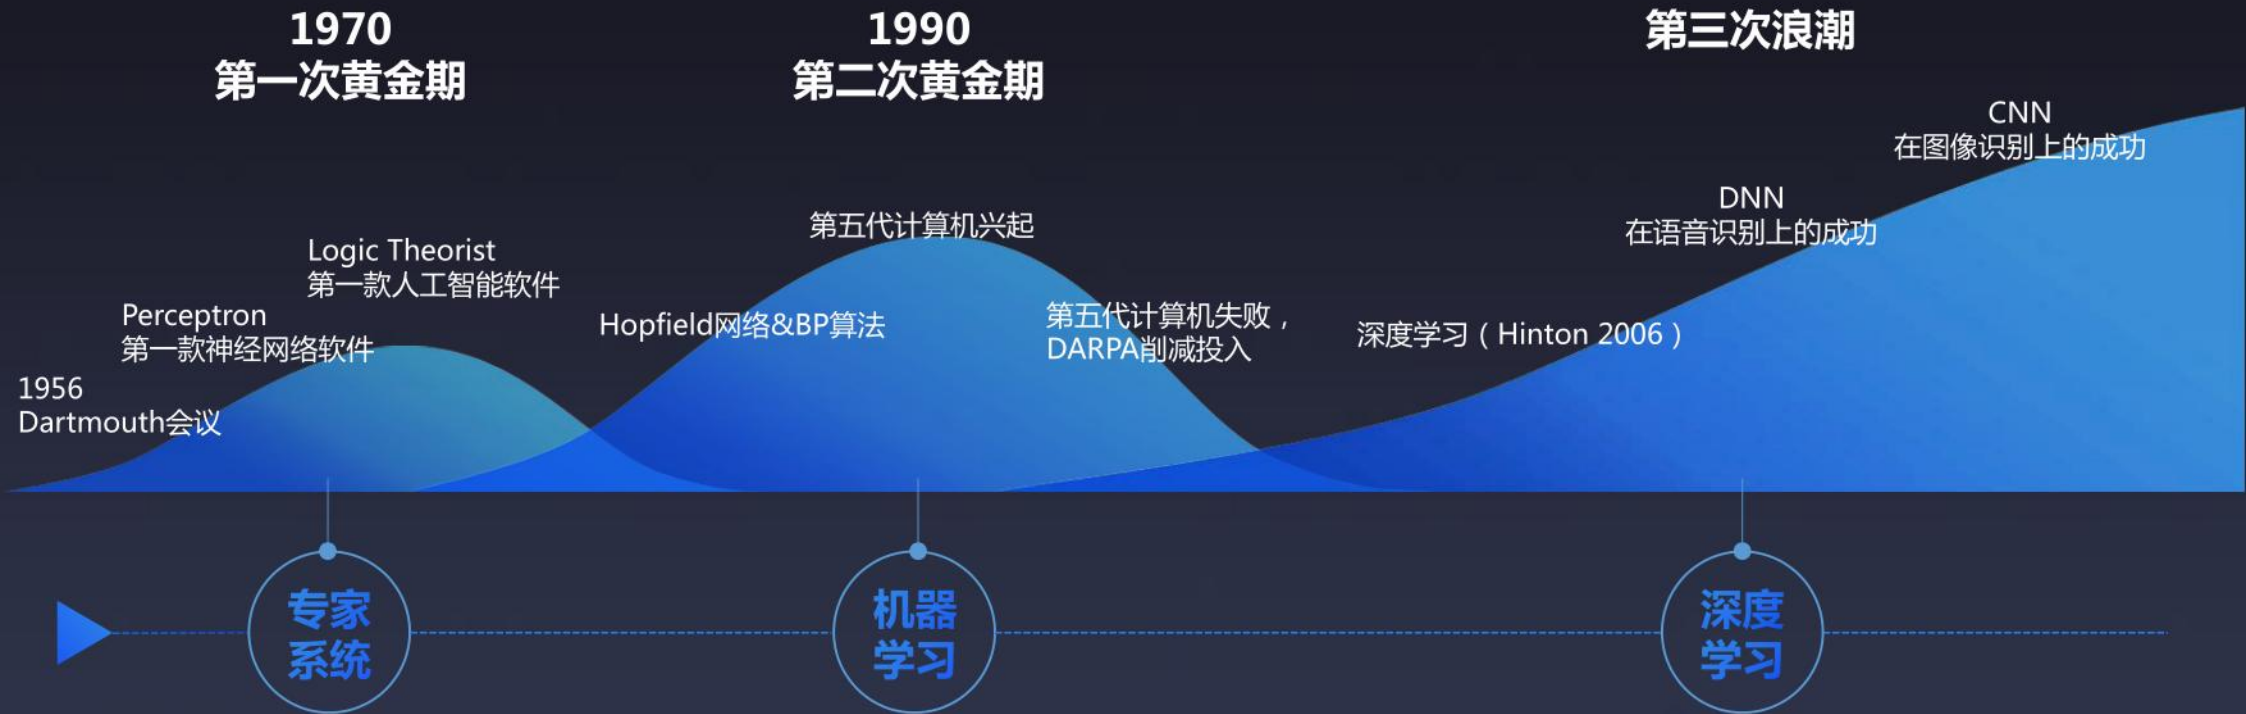 1970
第一次黄金期
1990
第二次黄金期
第三次浪潮
CNN
在图像识别上的成功
DNN
在语音识别上的成功
第五代计算机兴起
Logic Theorist
第一款人工智能软件
Perceptron
第一款神经网络软件
Hopfield网络&BP算法
第五代计算机失败，
DARPA削减投入
深度学习（Hinton 2006）
1956
Dartmouth会议
专家
系统
机器
学习
深度
学习